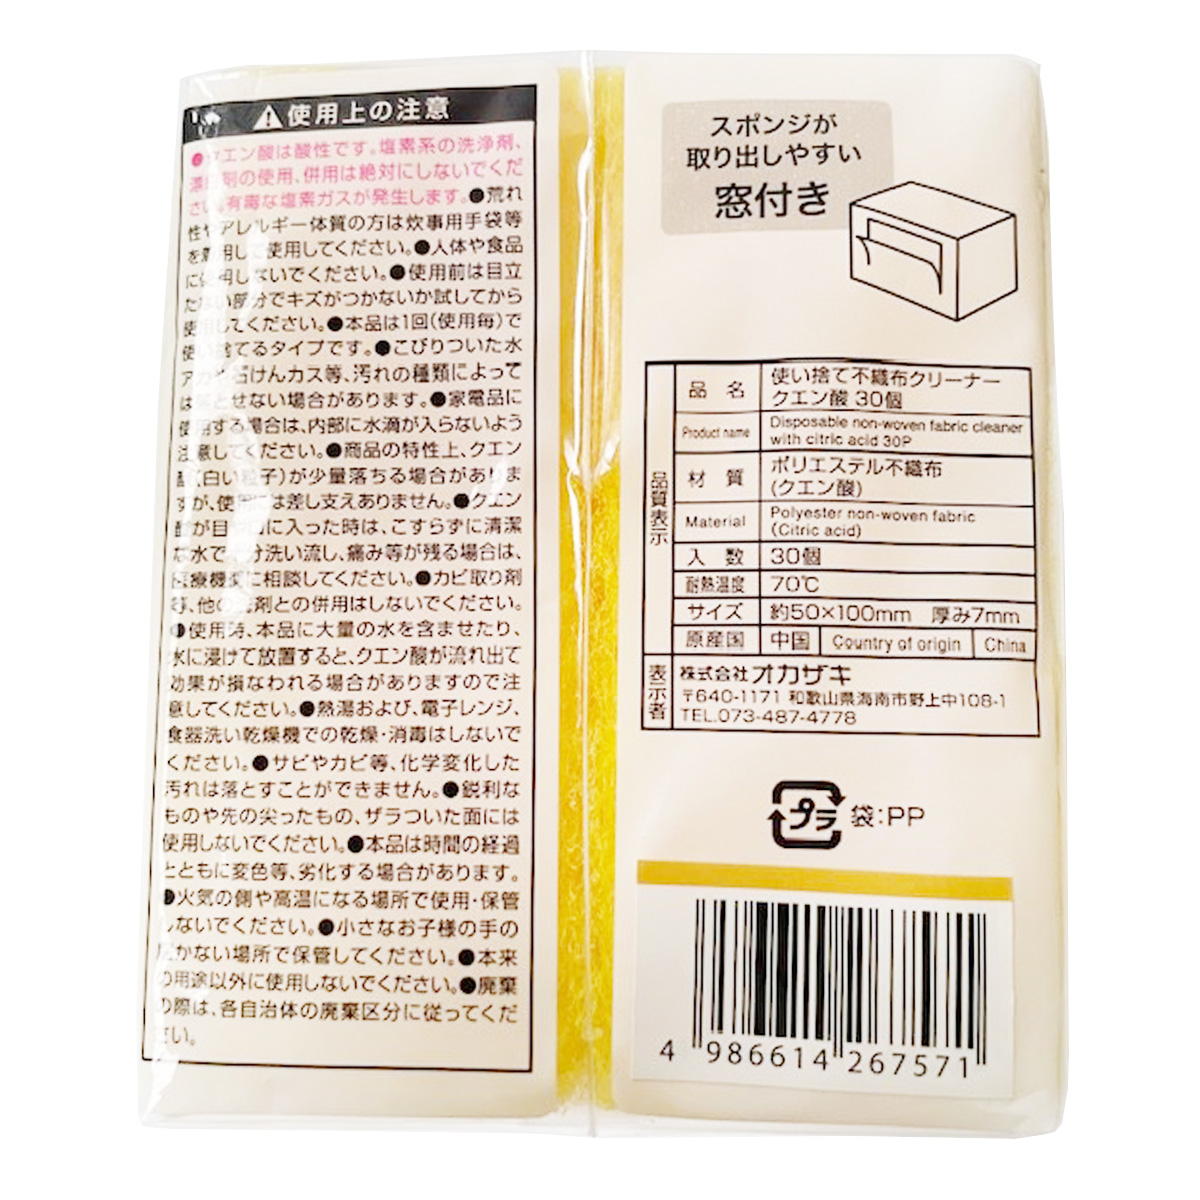 使用上の注意
エン酸は酸性です。塩素系の洗浄剤、
剤の使用、併用は絶対にしないでくだ
有毒な塩素ガスが発生します。●荒れ
性やアレルギー体質の方は炊事用手袋等
を着用して使用してください。●人体や食品
に使用しないでください。●使用前は目立
たない部分でキズがつかないか試してから
使用してください。●本品は1回(使用毎)で
使い捨てるタイプです。●こびりついた水
アカや石けんカス等、汚れの種類によって
は落とせない場合があります。●家電品に
使用する場合は、内部に水滴が入らないよう
注意してください。●商品の特性上、クエン
酸(白い粒子)が少量落ちる場合がありま
すが、使用には差し支えありません。●クエン
酸が目や口に入った時は、こすらずに清潔
な水で十分洗い流し、痛み等が残る場合は、
医療機関に相談してください。●カビ取り剤
等、他の洗剤との併用はしないでください。
●使用時、本品に大量の水を含ませたり、
水に浸けて放置すると、クエン酸が流れ出て
効果が損なわれる場合がありますので注
意してください。●熱湯および、電子レンジ、
食器洗い乾燥機での乾燥・消毒はしないで
ください。●サビやカビ等、化学変化した
汚れは落とすことができません。●鋭利な
ものや先の尖ったもの、ザラついた面には
使用しないでください。●本品は時間の経過
とともに変色等、劣化する場合があります。
●火気の側や高温になる場所で使用・保管
しないでください。●小さなお子様の手の
届かない場所で保管してください。●本来
の用途以外に使用しないでください。●廃棄
の際は、各自治体の廃棄区分に従ってくだ
さい。
スポンジが
取り出しやすい
窓付き
品質表示
品 名 使い捨て不織布クリーナー
クエン酸 30個
Product name Disposable non-woven fabric cleaner
with citric acid 30P
材 質 ポリエステル不織布
(クエン酸)
Material Polyester non-woven fabric
(Citric acid)
入 数 30個
耐熱温度 70℃
サイズ 約50×100mm 厚み7mm
原産国 中国 Country of origin China
表示者 株式会社オカザキ
〒640-1171 和歌山県海南市野上中108-1
TEL.073-487-4778
プラ 袋:PP
4 986614 267571